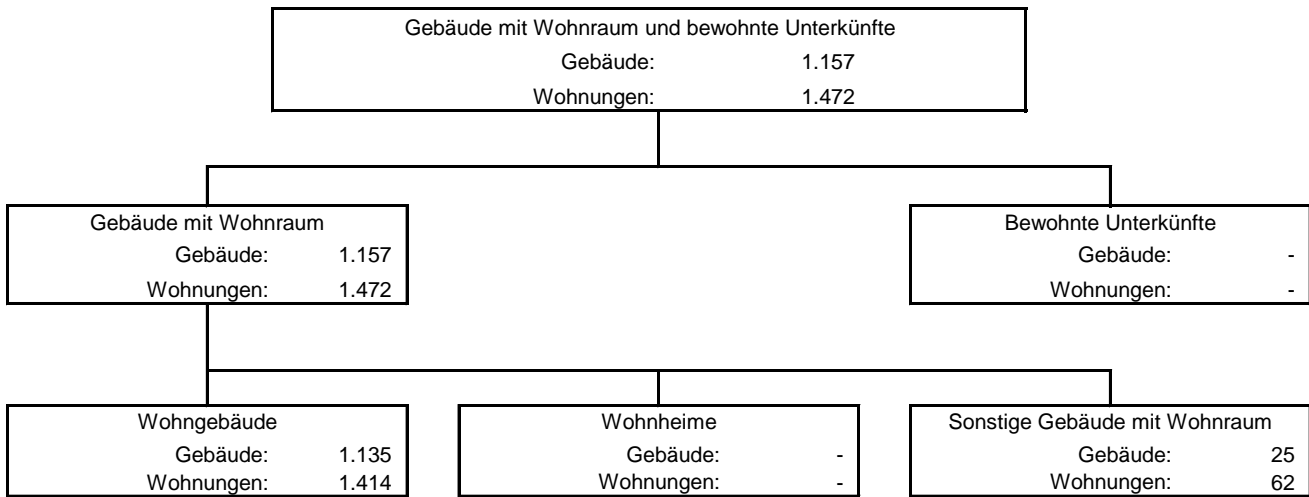 Gebäude mit Wohnraum und bewohnte Unterkünfte
Gebäude: 1.157
Wohnungen: 1.472
Gebäude mit Wohnraum
Gebäude: 1.157
Wohnungen: 1.472
Bewohnte Unterkünfte
Gebäude: -
Wohnungen: -
Wohngebäude
Gebäude: 1.135
Wohnungen: 1.414
Wohnheime
Gebäude: -
Wohnungen: -
Sonstige Gebäude mit Wohnraum
Gebäude: 25
Wohnungen: 62